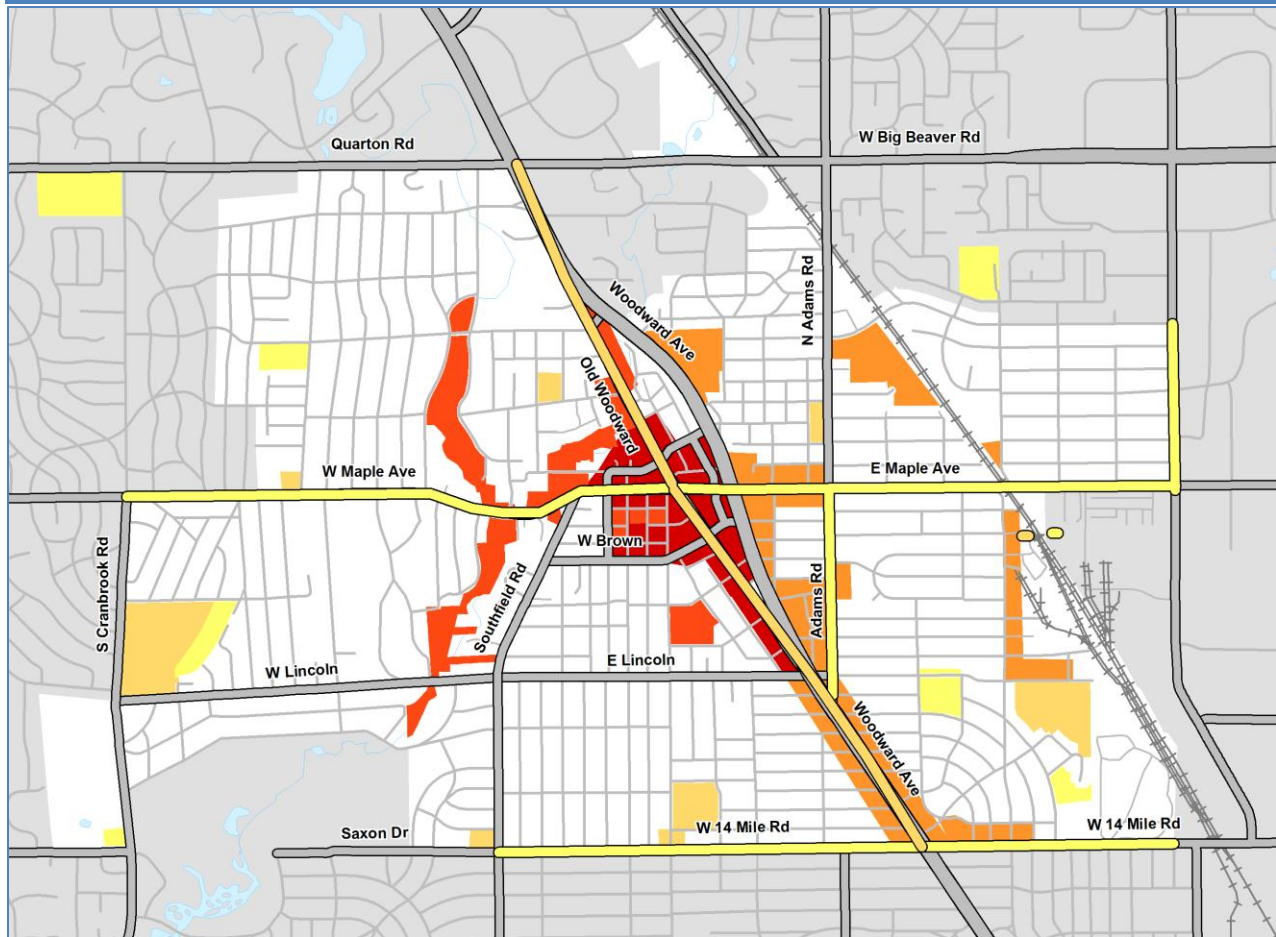 Quarton Rd
W Big Beaver Rd
Woodward Ave
N Adams Rd
Old Woodward
W Maple Ave
E Maple Ave
W Brown
S Cranbrook Rd
Southfield Rd
Adams Rd
W Lincoln
E Lincoln
Woodward Ave
Saxon Dr
W 14 Mile Rd
W 14 Mile Rd